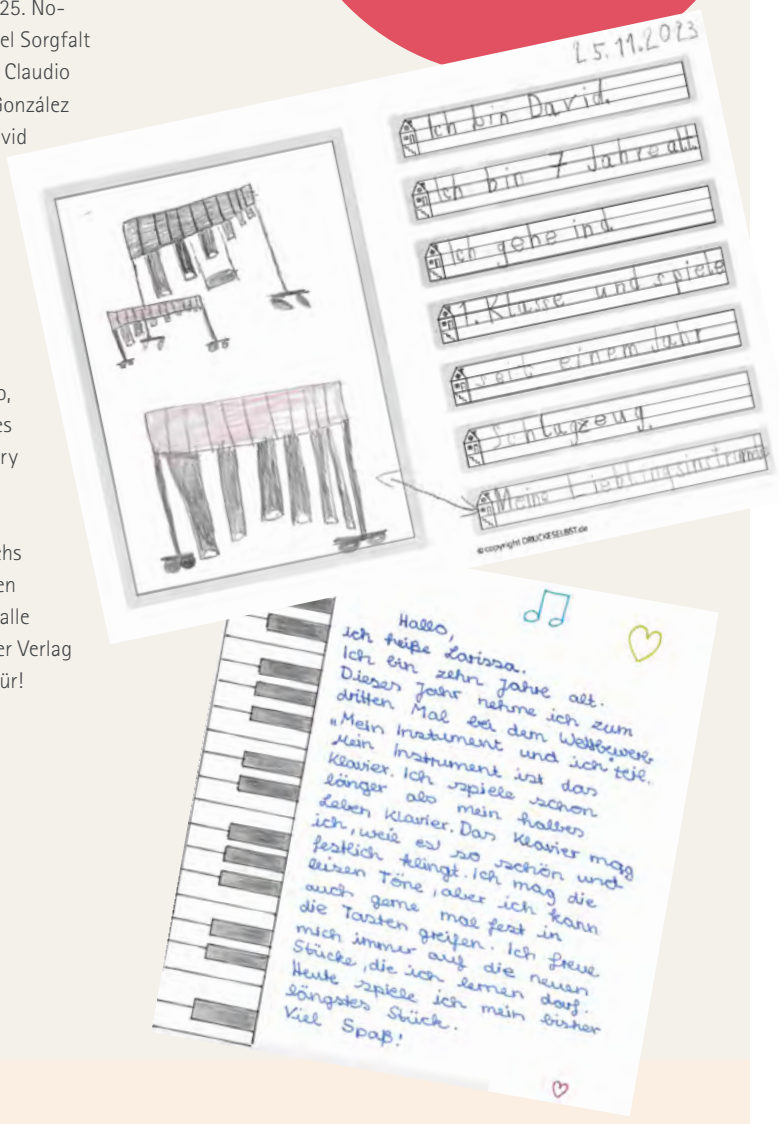 25. No-
el Sorgfalt
Claudio
González
vid
o,
es
ry
hs
en
alle
er Verlag
ür!
25.11.2023
Ich bin David.
Ich bin 7 Jahre alt.
Ich gehe in d
1. Klasse und spiele
seit einem Jahr
Schlagzeug.
Meine Lieblingsinstrume
© copyright DRUCKESELBST.de
Hallo,
ich heiße Larissa.
Ich bin zehn Jahre alt.
Dieses Jahr nehme ich zum
dritten Mal bei dem Wettbewerb
„Mein Instrument und ich" teil.
Mein Instrument ist das
Klavier. Ich spiele schon
länger als mein halbes
Leben Klavier. Das Klavier mag
ich, weil es so schön und
festlich klingt. Ich mag die
leisen Töne, aber ich kann
auch gerne mal fest in
die Tasten greifen. Ich freue
mich immer auf die neuen
Stücke, die ich lernen darf.
Heute spiele ich mein bisher
längstes Stück.
Viel Spaß!